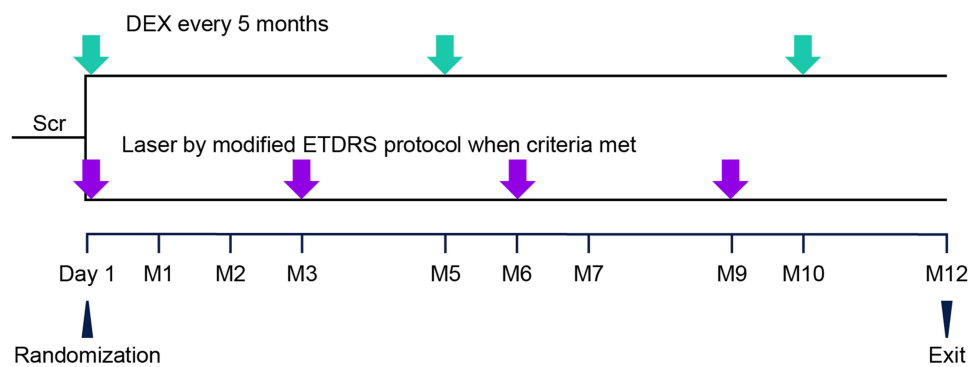 DEX every 5 months
Scr
Laser by modified ETDRS protocol when criteria met
Day 1 M1 M2 M3 M5 M6 M7 M9 M10 M12
Randomization Exit